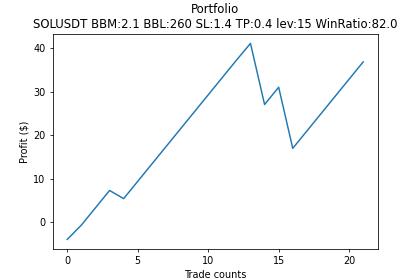 Portfolio
SOLUSDT BBM:2.1 BBL:260 SL:1.4 TP:0.4 lev:15 WinRatio:82.0
40
30
20
10
0
Profit ($)
0 5 10 15 20
Trade counts